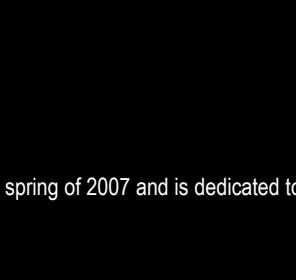 spring of 2007 and is dedicated to